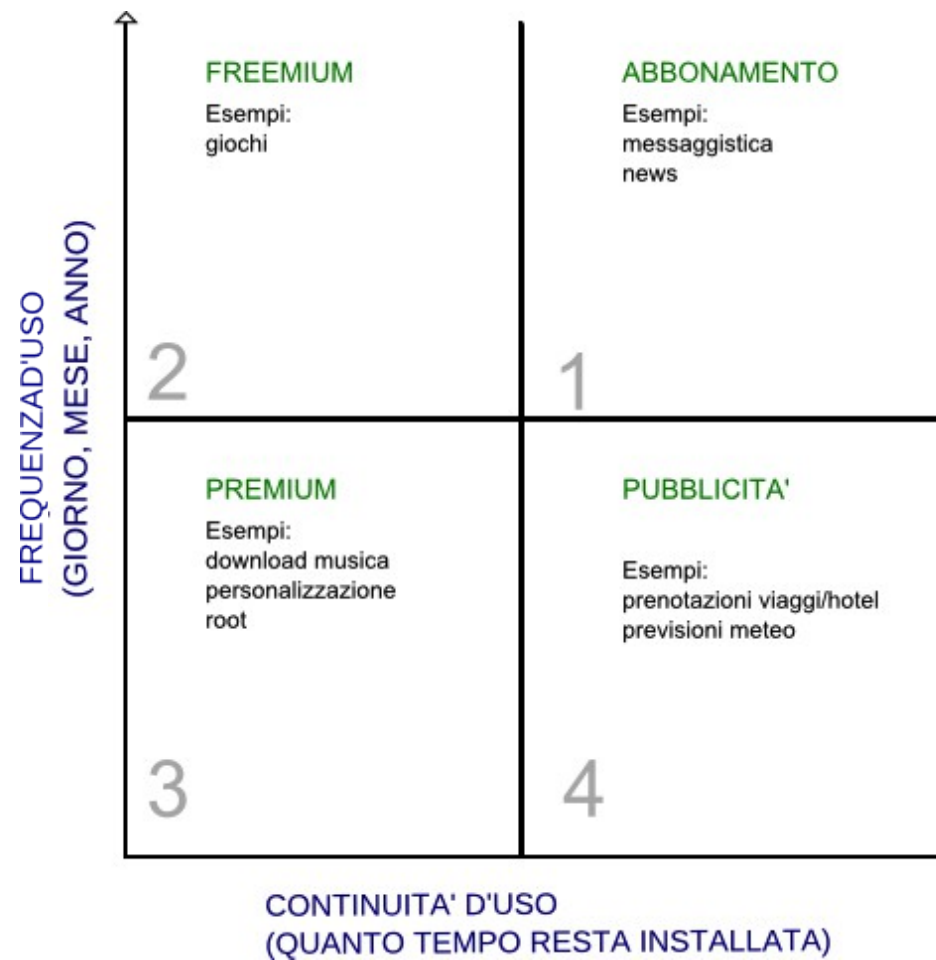 FREEMIUM
Esempi:
giochi
2
ABBONAMENTO
Esempi:
messaggistica
news
1
PREMIUM
Esempi:
download musica
personalizzazione
root
3
PUBBLICITA'
Esempi:
prenotazioni viaggi/hotel
previsioni meteo
4
FREQUENZAD'USO
(GIORNO, MESE, ANNO)
CONTINUITA' D'USO
(QUANTO TEMPO RESTA INSTALLATA)